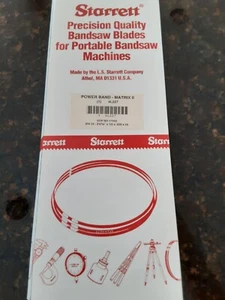 Starrett
Precision Quality
Bandsaw Blades
for Portable Bandsaw
Machines
Made by the L.S. Starrett Company
Athol, MA 01331 U.S.A.
POWER BAND - MATRIX II
Starrett
Starrett